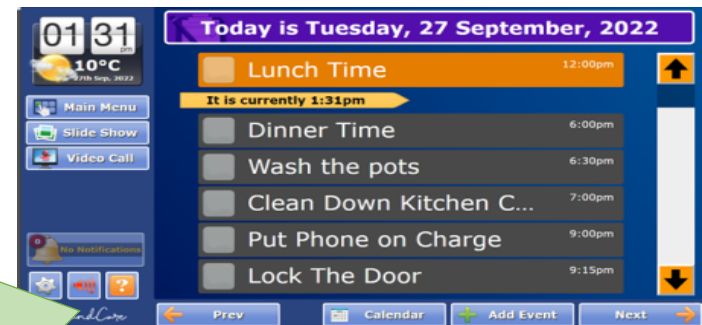 01 31
pm
10°C
27th Sep, 2022
Main Menu
Slide Show
Video Call
0
No Notifications
?
Today is Tuesday, 27 September, 2022
Lunch Time 12:00pm
It is currently 1:31pm
Dinner Time 6:00pm
Wash the pots 6:30pm
Clean Down Kitchen C... 7:00pm
Put Phone on Charge 9:00pm
Lock The Door 9:15pm
Prev Calendar Add Event Next